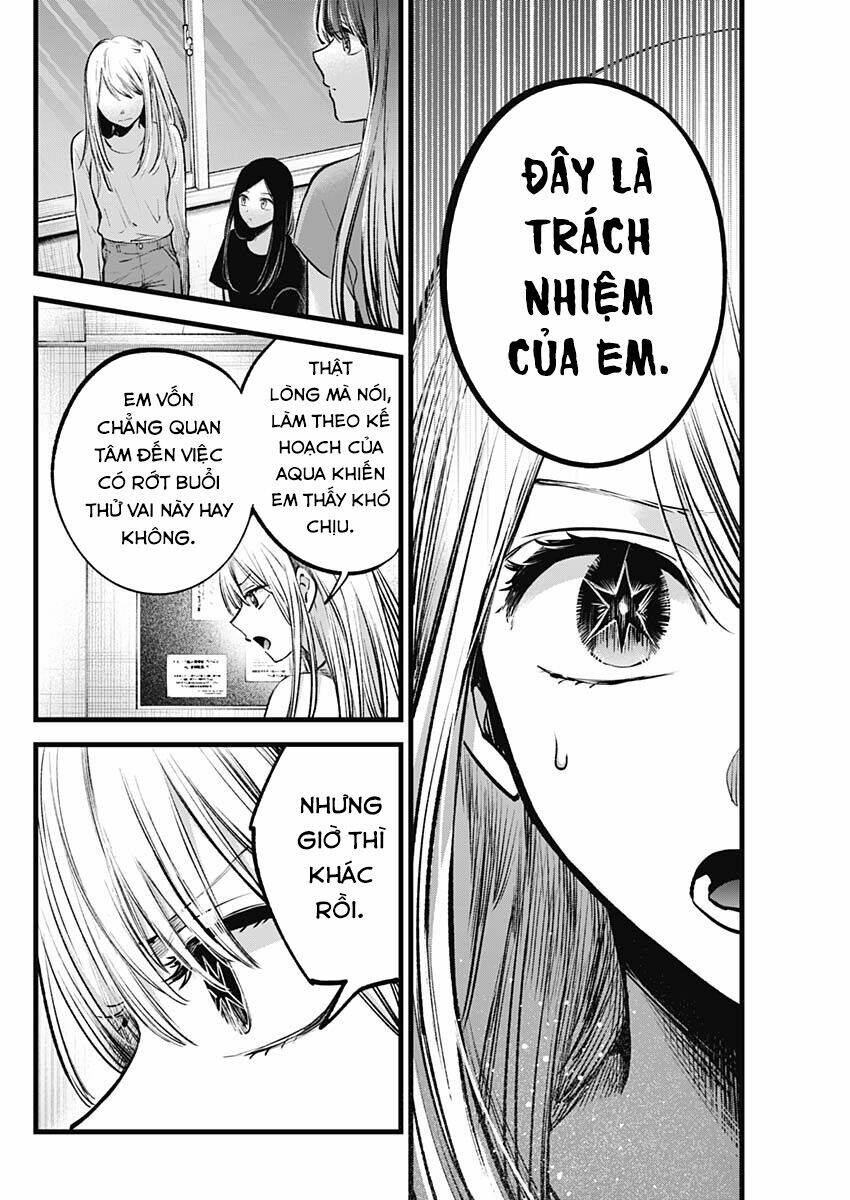 ĐÂY LÀ
TRÁCH
NHIỆM
CỦA EM.
THẬT
LÒNG MÀ NÓI,
LÀM THEO KẾ
HOẠCH CỦA
AQUA KHIẾN
EM THẤY KHÓ
CHỊU.
EM VỐN
CHẲNG QUAN
TÂM ĐẾN VIỆC
CÓ RỚT BUỔI
THỬ VAI NÀY HAY
KHÔNG.
NHƯNG
GIỜ THÌ
KHÁC
RỒI.